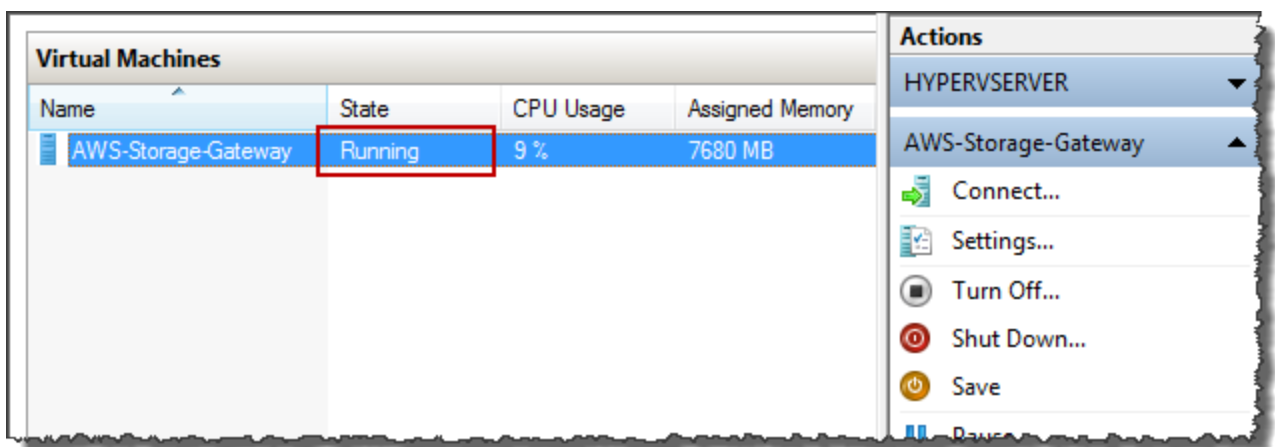 Virtual Machines
Name State CPU Usage Assigned Memory
AWS-Storage-Gateway Running 9 % 7680 MB
Actions
HYPERVSERVER
AWS-Storage-Gateway
Connect...
Settings...
Turn Off...
Shut Down...
Save
Pause